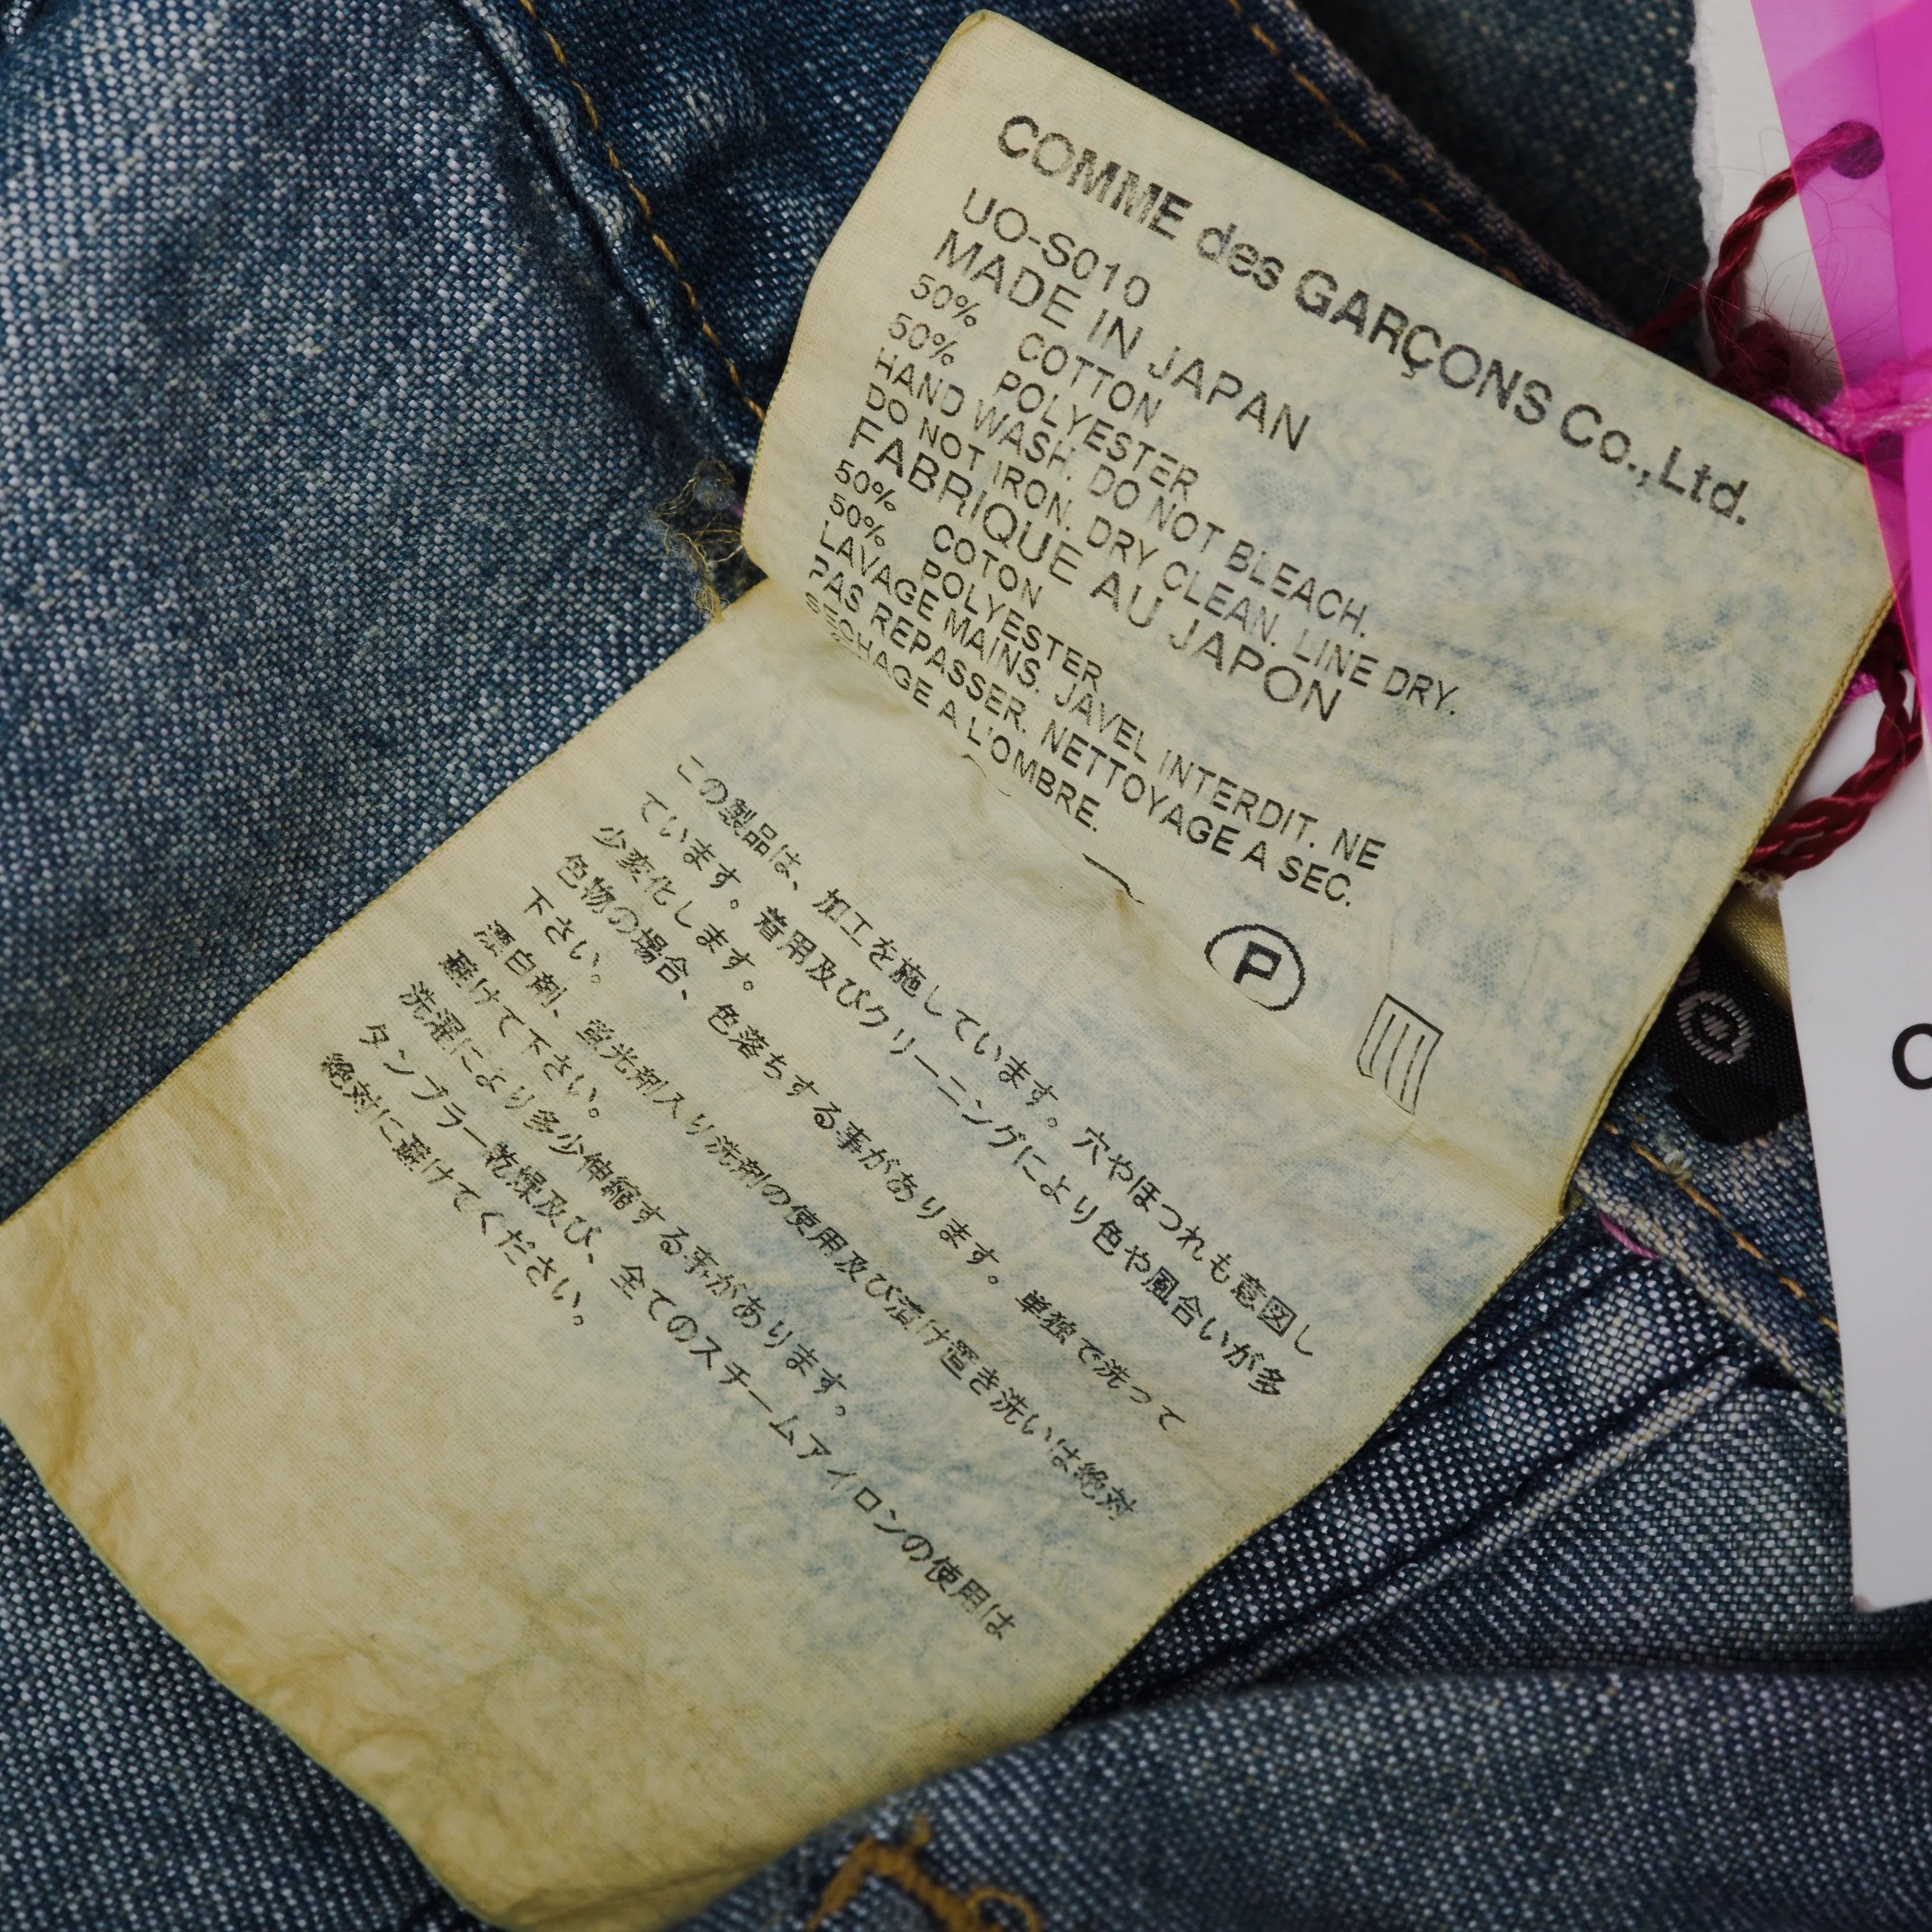 COMME des GARÇONS Co.,Ltd.
UO-S010
MADE IN JAPAN
50% COTTON
50% POLYESTER
HAND WASH. DO NOT BLEACH.
DO NOT IRON. DRY CLEAN. LINE DRY.
FABRIQUE AU JAPON
50% COTON
50% POLYESTER
LAVAGE MAINS. JAVEL INTERDIT. NE
PAS REPASSER. NETTOYAGE A SEC.
SECHAGE A L'OMBRE.
P
この製品は、加工を施しています。穴やほつれも意図し
ています。着用及びクリーニングにより色や風合いが多
少変化します。
色物の場合、色落ちする事があります。単独で洗って
下さい。
漂白剤、蛍光剤入り洗剤の使用及び漬け置き洗いは絶対
避けて下さい。
洗濯により多少伸縮する事があります。
タンブラー乾燥及び、全てのスチームアイロンの使用は
絶対に避けてください。